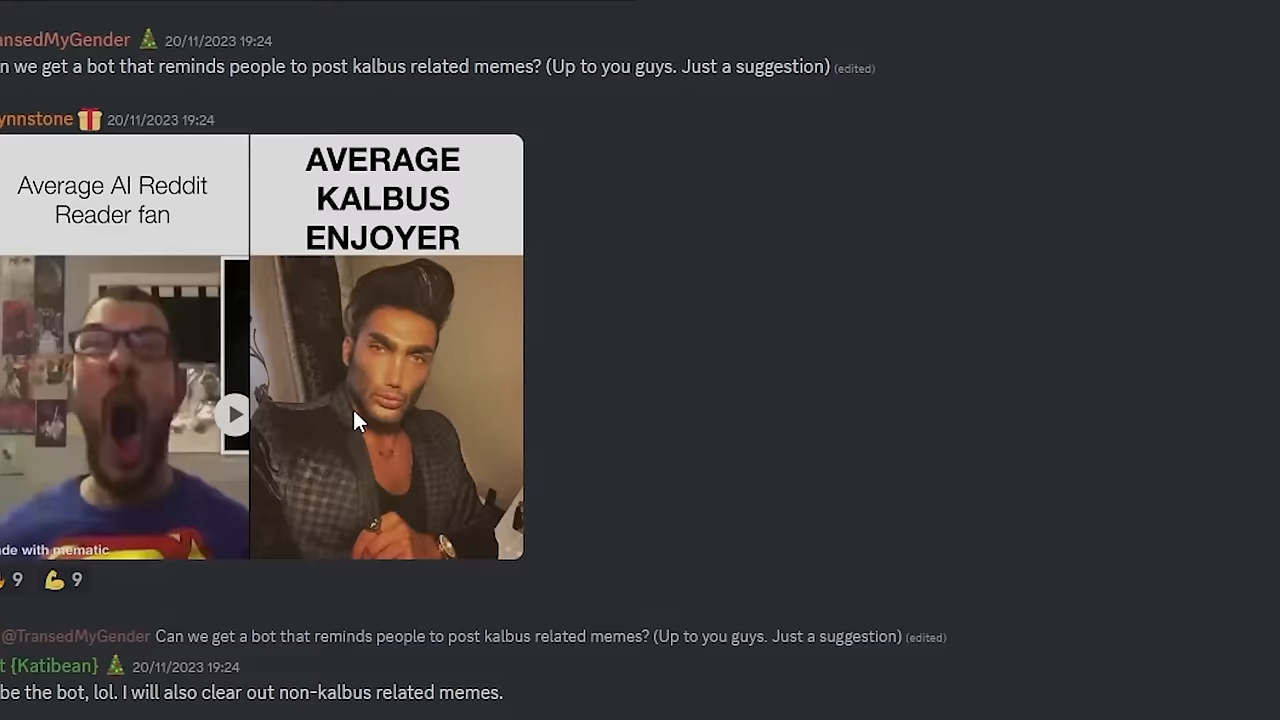 ansedMyGender 20/11/2023 19:24
n we get a bot that reminds people to post kalbus related memes? (Up to you guys. Just a suggestion) (edited)
ynnstone 20/11/2023 19:24
Average AI Reddit
Reader fan
AVERAGE
KALBUS
ENJOYER
de with mematic
9 9
@TransedMyGender Can we get a bot that reminds people to post kalbus related memes? (Up to you guys. Just a suggestion) (edited)
t {Katibean} 20/11/2023 19:24
be the bot, lol. I will also clear out non-kalbus related memes.